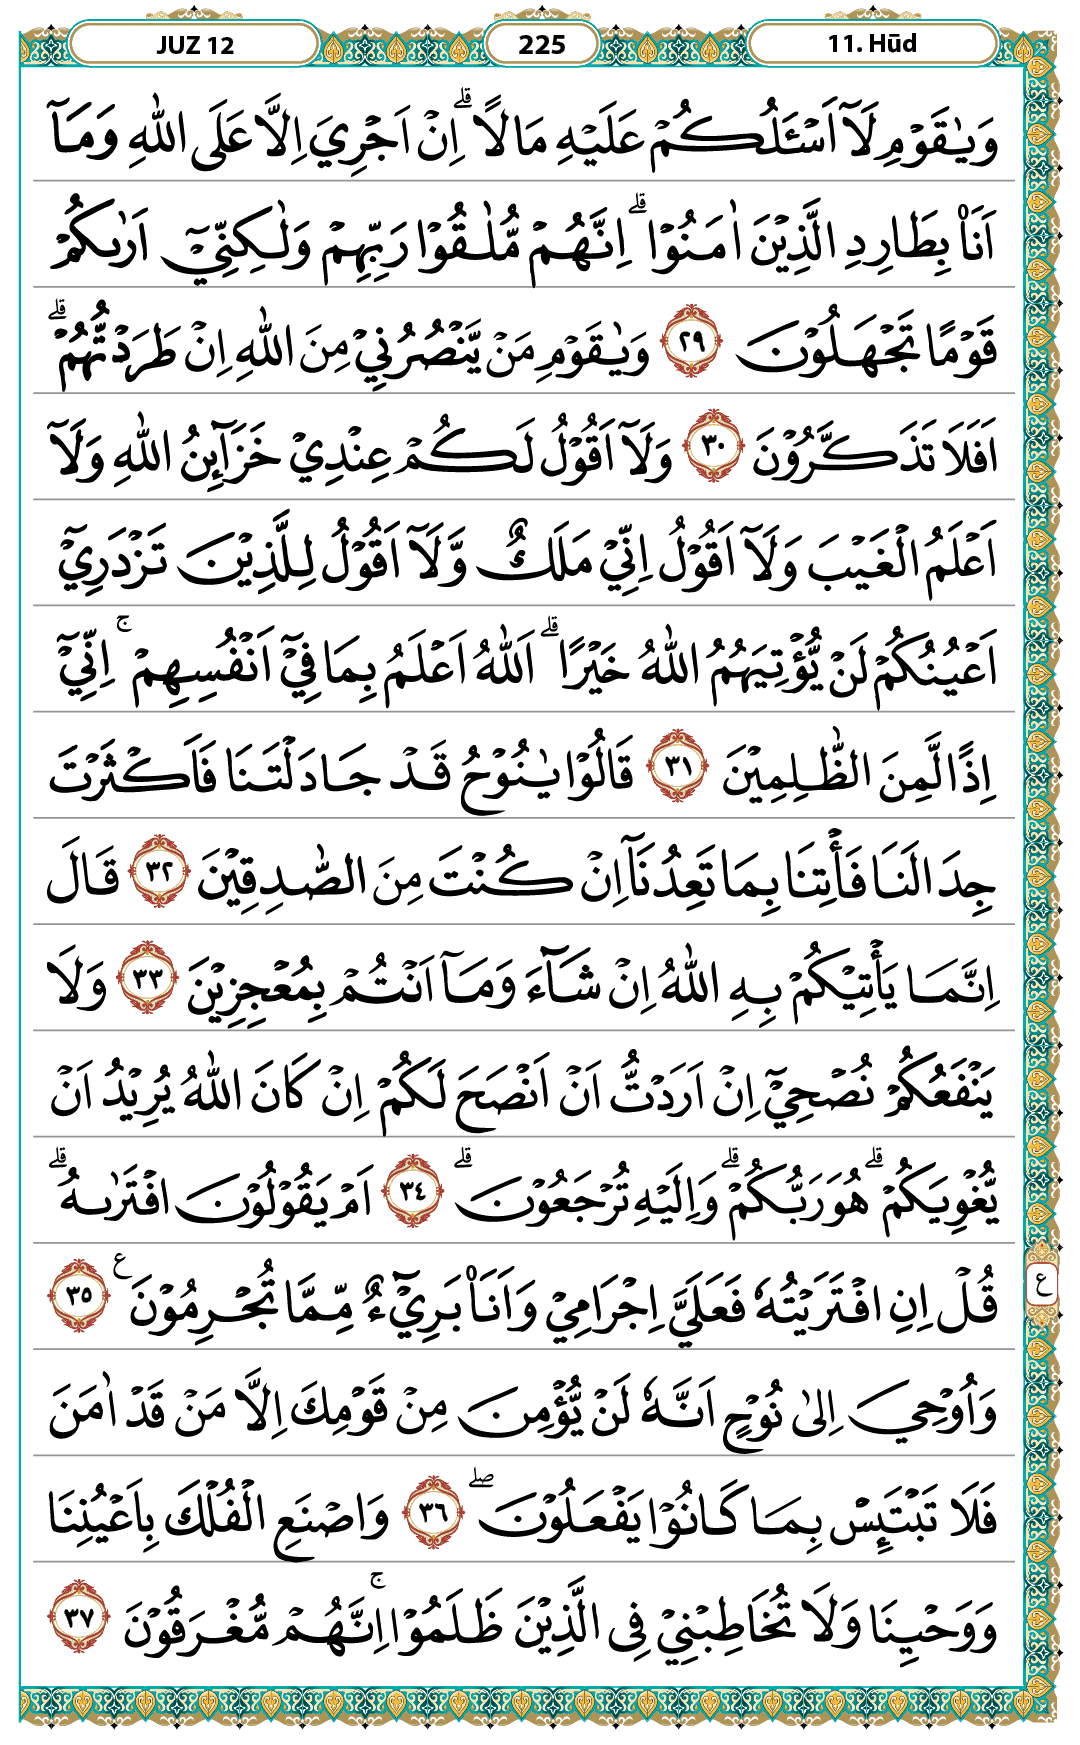 JUZ 12
225
11. Hūd
وَيٰقَوْمِ لَآ اَسْـَٔلُكُمْ عَلَيْهِ مَالًا ۗ اِنْ اَجْرِيَ اِلَّا عَلَى اللّٰهِ وَمَآ
اَنَا۠ بِطَارِدِ الَّذِيْنَ اٰمَنُوْا ۗ اِنَّهُمْ مُّلٰقُوْا رَبِّهِمْ وَلٰكِنِّيْٓ اَرٰىكُمْ
قَوْمًا تَجْهَلُوْنَ ٢٩ وَيٰقَوْمِ مَنْ يَّنْصُرُنِيْ مِنَ اللّٰهِ اِنْ طَرَدْتُّهُمْ ۗ
اَفَلَا تَذَكَّرُوْنَ ٣٠ وَلَآ اَقُوْلُ لَكُمْ عِنْدِيْ خَزَاۤىِٕنُ اللّٰهِ وَلَآ
اَعْلَمُ الْغَيْبَ وَلَآ اَقُوْلُ اِنِّيْ مَلَكٌ وَّلَآ اَقُوْلُ لِلَّذِيْنَ تَزْدَرِيْٓ
اَعْيُنُكُمْ لَنْ يُّؤْتِيَهُمُ اللّٰهُ خَيْرًا ۗ اَللّٰهُ اَعْلَمُ بِمَا فِيْٓ اَنْفُسِهِمْ ۚ اِنِّيْٓ
اِذًا لَّمِنَ الظّٰلِمِيْنَ ٣١ قَالُوْا يٰنُوْحُ قَدْ جَادَلْتَنَا فَاَكْثَرْتَ
جِدَالَنَا فَأْتِنَا بِمَا تَعِدُنَآ اِنْ كُنْتَ مِنَ الصّٰدِقِيْنَ ٣٢ قَالَ
اِنَّمَا يَأْتِيْكُمْ بِهِ اللّٰهُ اِنْ شَاۤءَ وَمَآ اَنْتُمْ بِمُعْجِزِيْنَ ٣٣ وَلَا
يَنْفَعُكُمْ نُصْحِيْٓ اِنْ اَرَدْتُّ اَنْ اَنْصَحَ لَكُمْ اِنْ كَانَ اللّٰهُ يُرِيْدُ اَنْ
يُّغْوِيَكُمْ ۗ هُوَ رَبُّكُمْ ۗ وَاِلَيْهِ تُرْجَعُوْنَ ۗ ٣٤ اَمْ يَقُوْلُوْنَ افْتَرٰىهُ ۗ
قُلْ اِنِ افْتَرَيْتُهٗ فَعَلَيَّ اِجْرَامِيْ وَاَنَا۠ بَرِيْۤءٌ مِّمَّا تُجْرِمُوْنَ ع ٣٥
ع
وَاُوْحِيَ اِلٰى نُوْحٍ اَنَّهٗ لَنْ يُّؤْمِنَ مِنْ قَوْمِكَ اِلَّا مَنْ قَدْ اٰمَنَ
فَلَا تَبْتَىِٕسْ بِمَا كَانُوْا يَفْعَلُوْنَ ۖ ٣٦ وَاصْنَعِ الْفُلْكَ بِاَعْيُنِنَا
وَوَحْيِنَا وَلَا تُخَاطِبْنِيْ فِى الَّذِيْنَ ظَلَمُوْا ۚ اِنَّهُمْ مُّغْرَقُوْنَ ٣٧